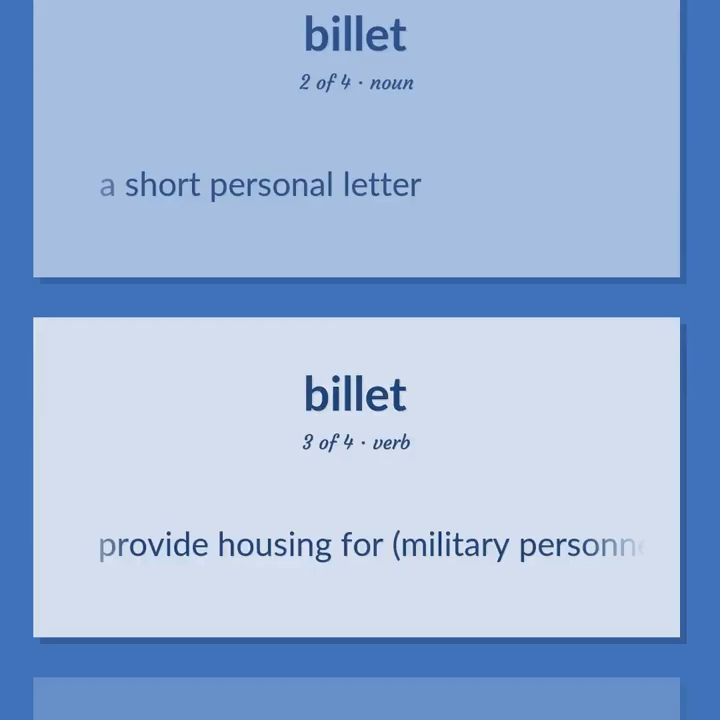 billet
2 of 4 · noun
a short personal letter
billet
3 of 4 · verb
provide housing for (military